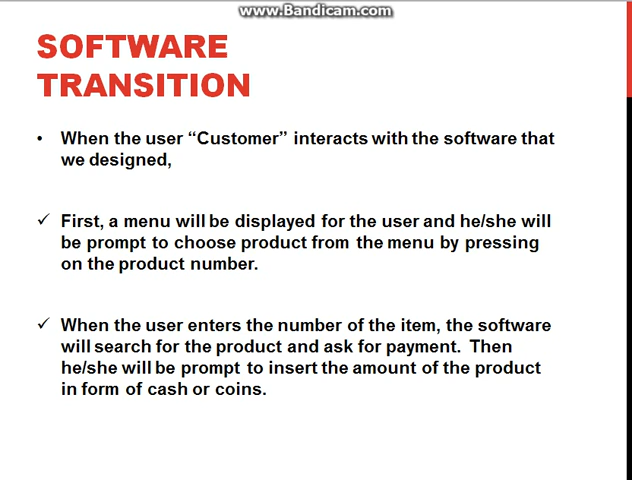 www.Bandicam.com
SOFTWARE
TRANSITION
• When the user “Customer” interacts with the software that
we designed,
✓ First, a menu will be displayed for the user and he/she will
be prompt to choose product from the menu by pressing
on the product number.
✓ When the user enters the number of the item, the software
will search for the product and ask for payment. Then
he/she will be prompt to insert the amount of the product
in form of cash or coins.